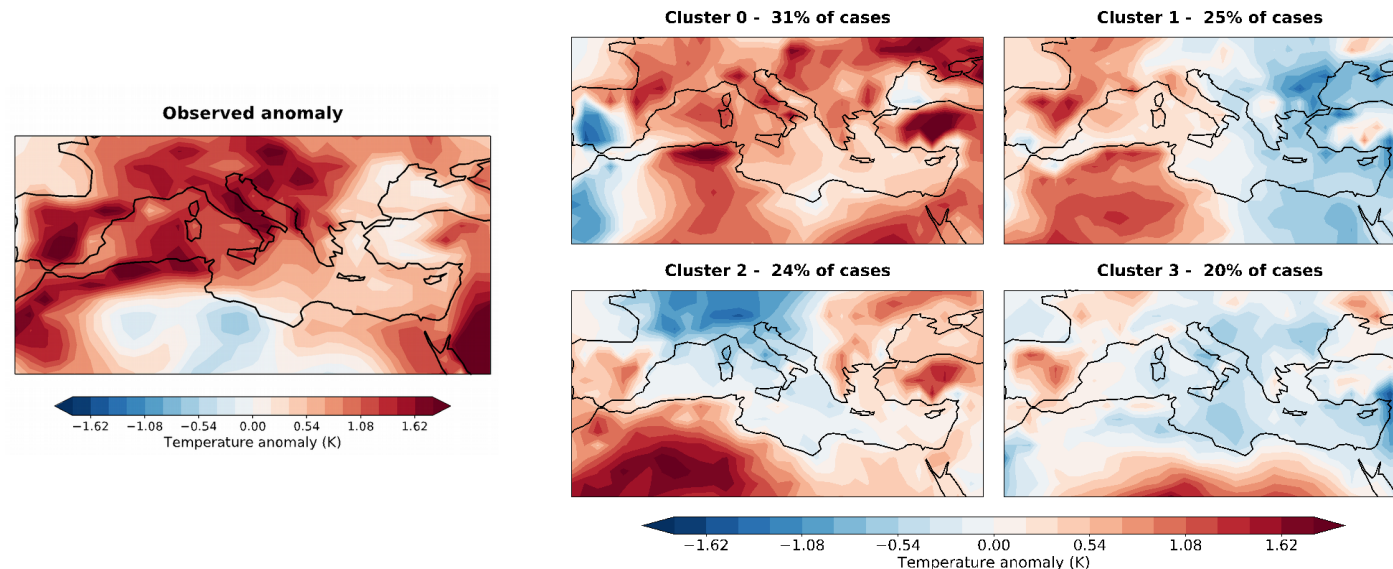 Observed anomaly
−1.62 −1.08 −0.54 0.00 0.54 1.08 1.62
Temperature anomaly (K)
Cluster 0 - 31% of cases
Cluster 1 - 25% of cases
Cluster 2 - 24% of cases
Cluster 3 - 20% of cases
−1.62 −0.54 0.00 0.54 1.08 1.62
Temperature anomaly (K)